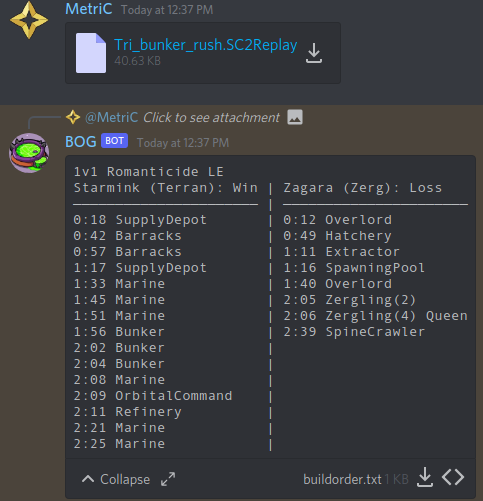 MetriC Today at 12:37 PM
Tri_bunker_rush.SC2Replay
40.63 KB
@MetriC Click to see attachment
BOG BOT Today at 12:37 PM
1v1 Romanticide LE
Starmink (Terran): Win | Zagara (Zerg): Loss
—————————————————————— | ——————————————————————
0:18 SupplyDepot | 0:12 Overlord
0:42 Barracks | 0:49 Hatchery
0:57 Barracks | 1:11 Extractor
1:17 SupplyDepot | 1:16 SpawningPool
1:33 Marine | 1:40 Overlord
1:45 Marine | 2:05 Zergling(2)
1:51 Marine | 2:06 Zergling(4) Queen
1:56 Bunker | 2:39 SpineCrawler
2:02 Bunker |
2:04 Bunker |
2:08 Marine |
2:09 OrbitalCommand |
2:11 Refinery |
2:21 Marine |
2:25 Marine |
Collapse buildorder.txt 1 KB